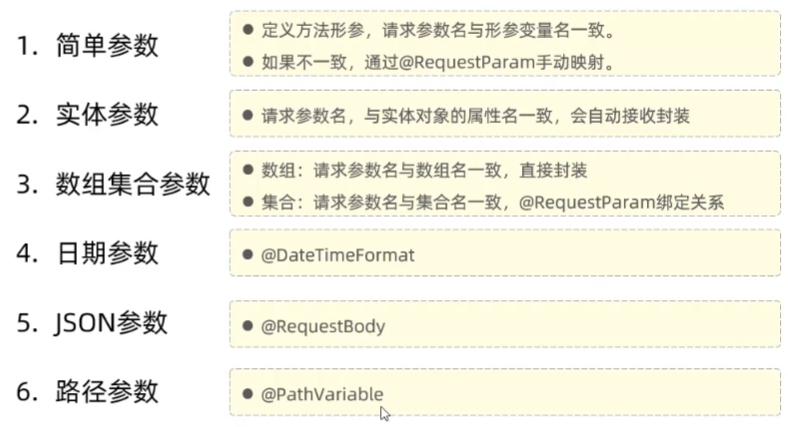 1. 简单参数
● 定义方法形参，请求参数名与形参变量名一致。
● 如果不一致，通过@RequestParam手动映射。
2. 实体参数
● 请求参数名，与实体对象的属性名一致，会自动接收封装
3. 数组集合参数
● 数组：请求参数名与数组名一致，直接封装
● 集合：请求参数名与集合名一致，@RequestParam绑定关系
4. 日期参数
● @DateTimeFormat
5. JSON参数
● @RequestBody
6. 路径参数
● @PathVariable